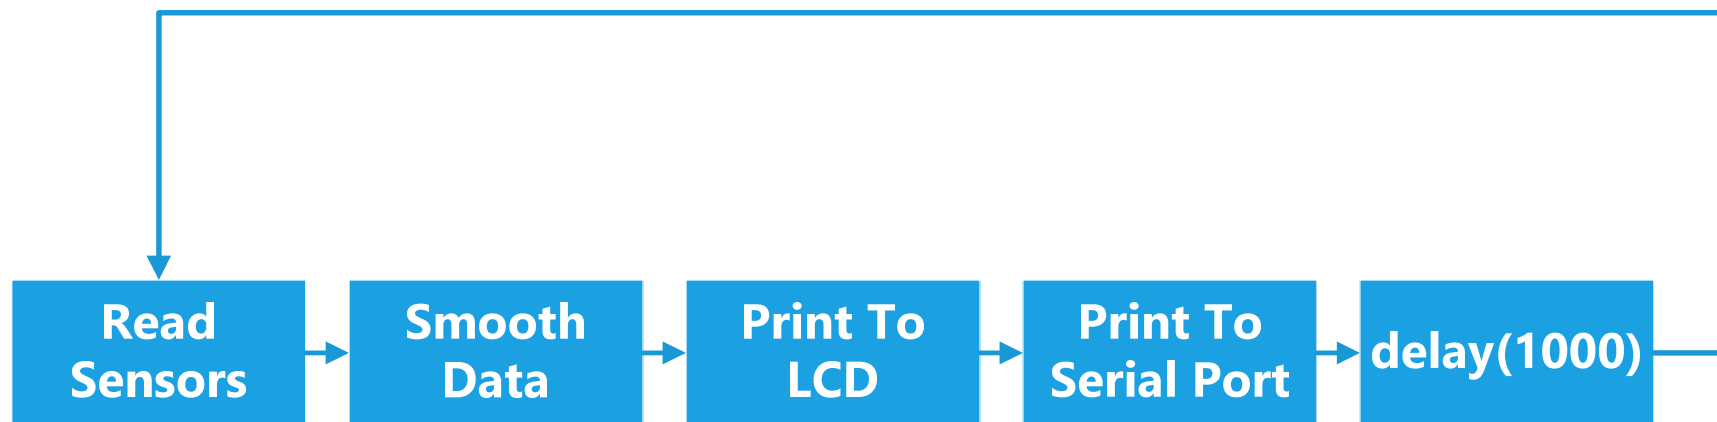 Read
Sensors
Smooth
Data
Print To
LCD
Print To
Serial Port
delay(1000)